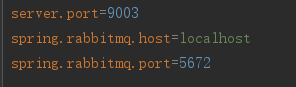 server.port=9003
spring.rabbitmq.host=localhost
spring.rabbitmq.port=5672